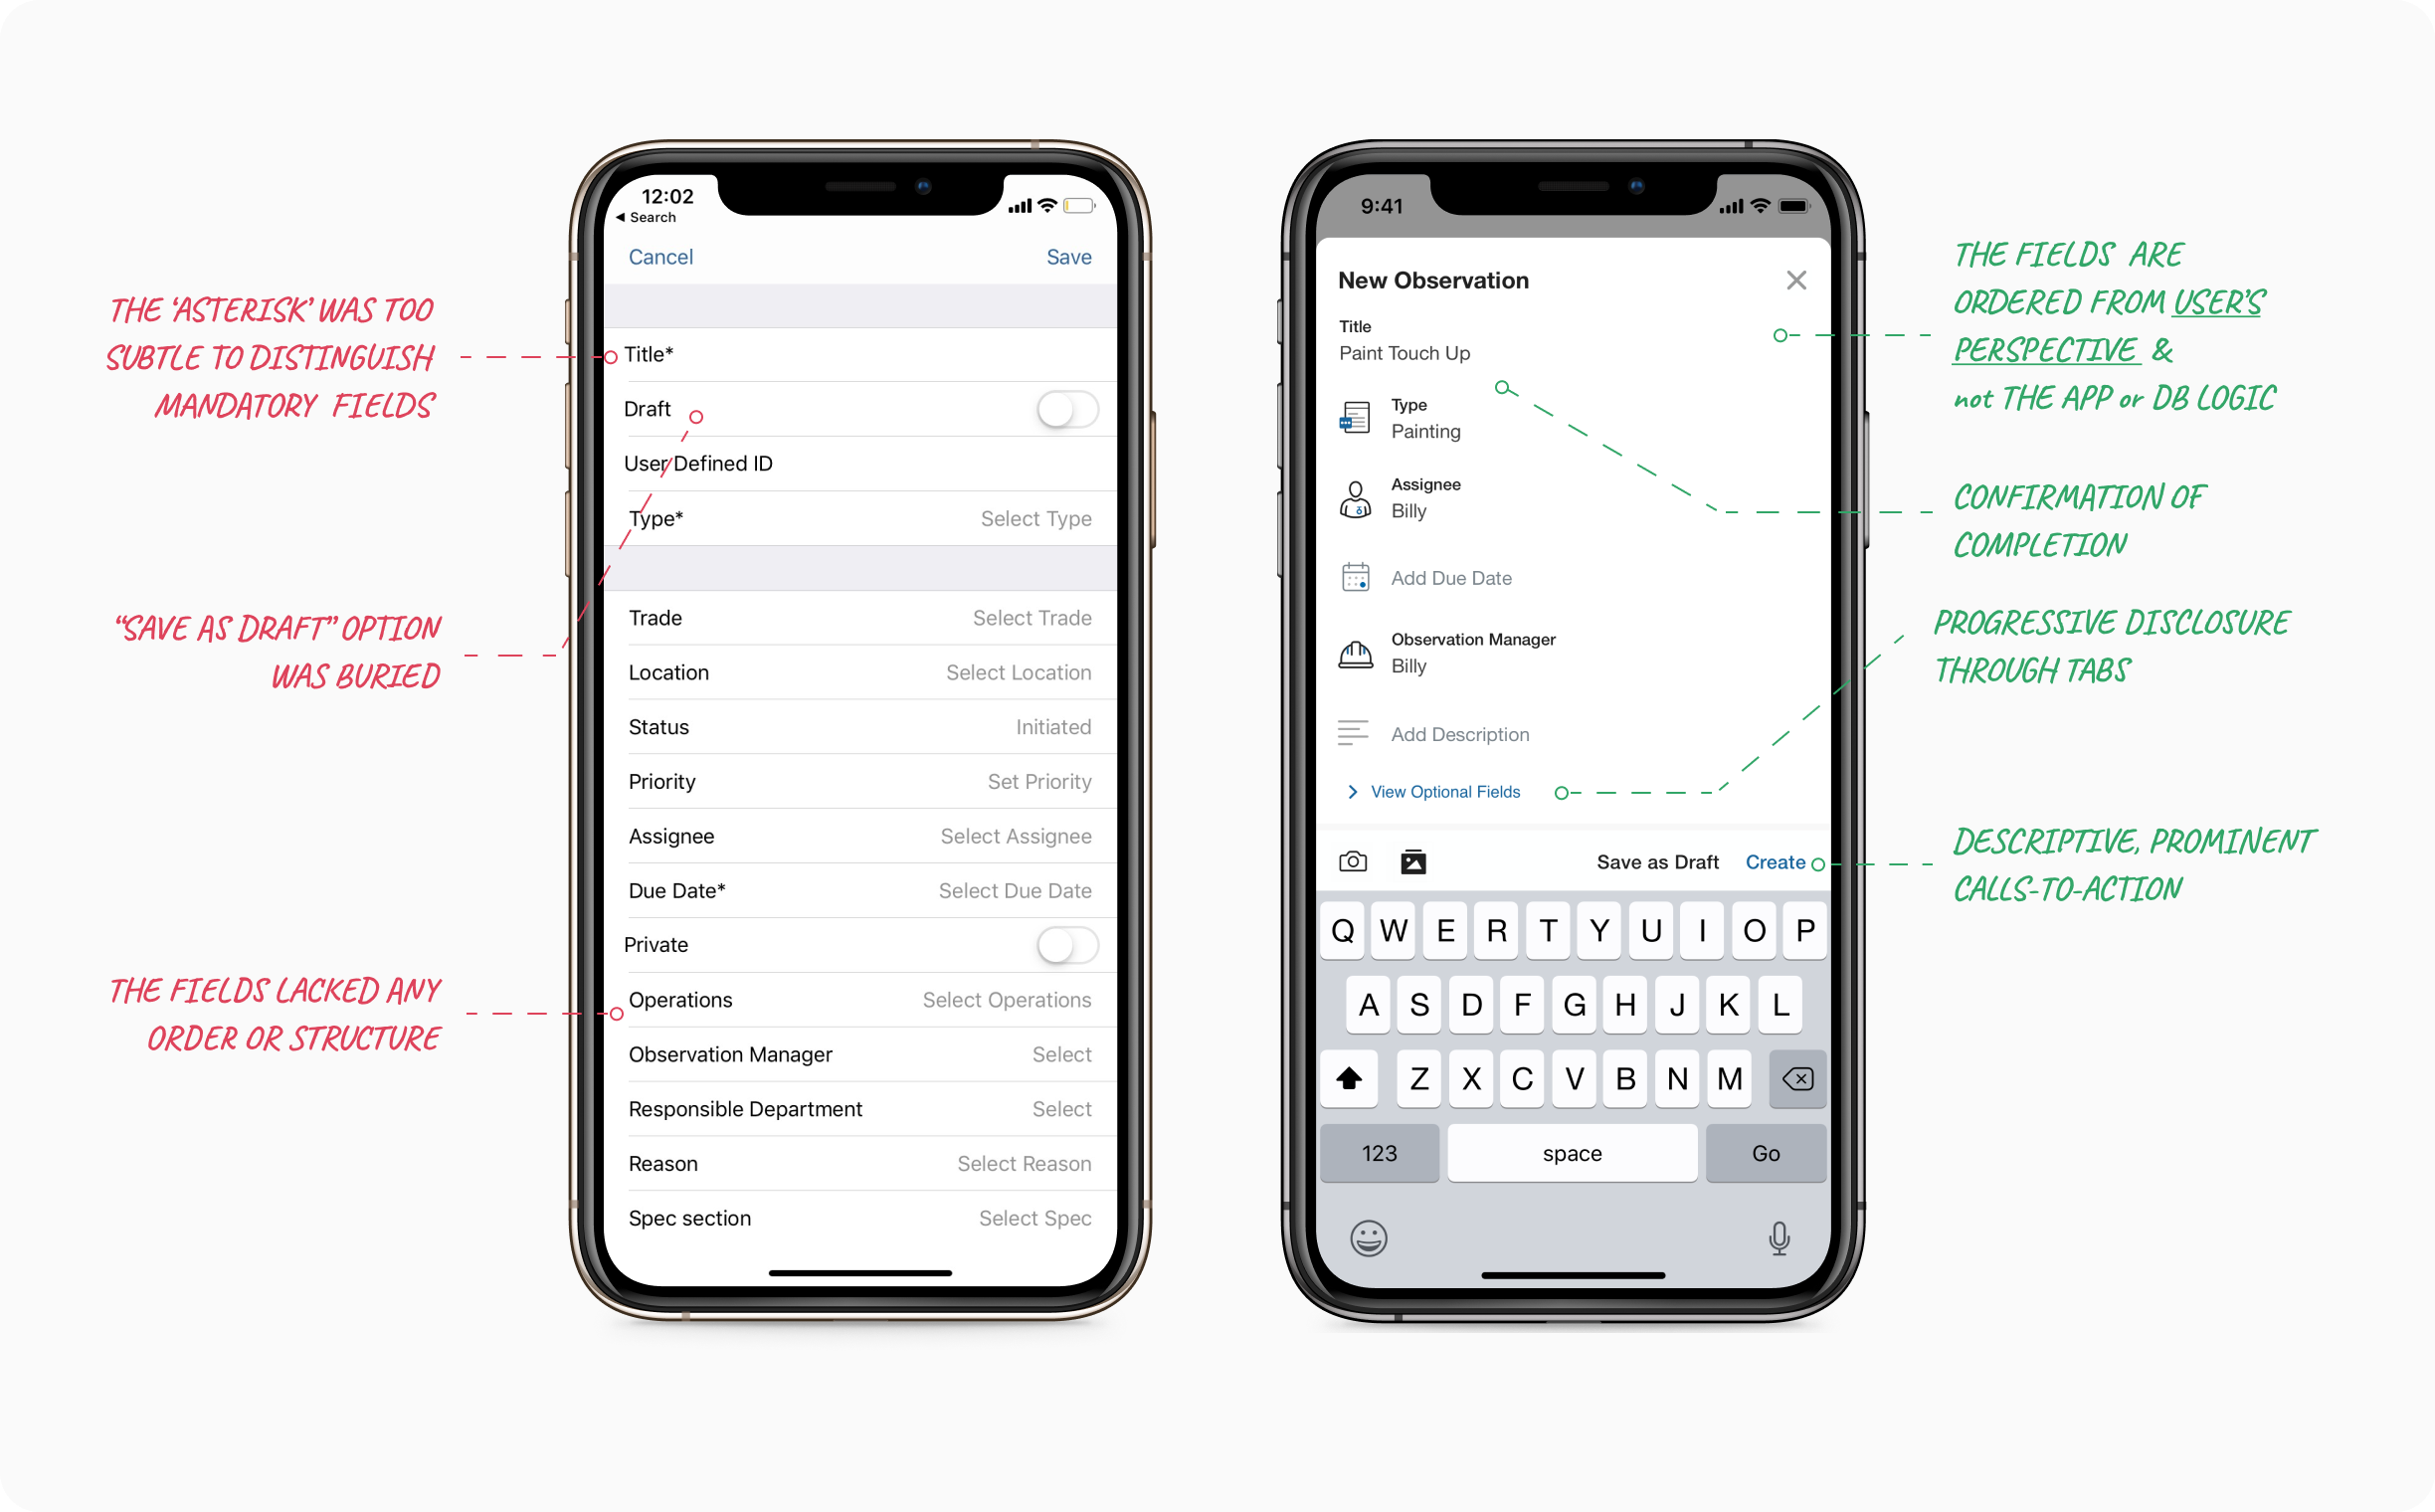 THE 'ASTERISK' WAS TOO
SUBTLE TO DISTINGUISH
MANDATORY FIELDS
"SAVE AS DRAFT" OPTION
WAS BURIED
THE FIELDS LACKED ANY
ORDER OR STRUCTURE
12:02
◀ Search
Cancel Save
Title*
Draft
User Defined ID
Type* Select Type
Trade Select Trade
Location Select Location
Status Initiated
Priority Set Priority
Assignee Select Assignee
Due Date* Select Due Date
Private
Operations Select Operations
Observation Manager Select
Responsible Department Select
Reason Select Reason
Spec section Select Spec
9:41
New Observation
Title
Paint Touch Up
Type
Painting
Assignee
Billy
Add Due Date
Observation Manager
Billy
Add Description
View Optional Fields
Save as Draft Create
Q W E R T Y U I O P
A S D F G H J K L
Z X C V B N M
123 space Go
THE FIELDS ARE
ORDERED FROM USER'S
PERSPECTIVE &
not THE APP or DB LOGIC
CONFIRMATION OF
COMPLETION
PROGRESSIVE DISCLOSURE
THROUGH TABS
DESCRIPTIVE, PROMINENT
CALLS-TO-ACTION